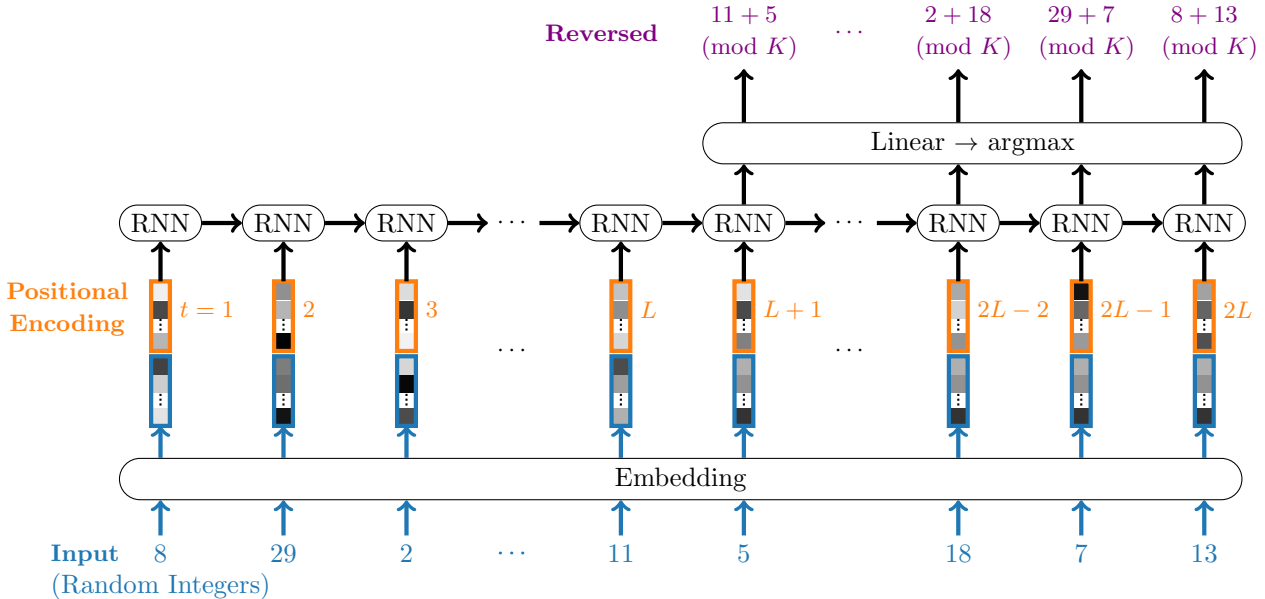 11 + 5 ⋯ 2 + 18 29 + 7 8 + 13
Reversed
(mod K) (mod K) (mod K) (mod K)
Linear → argmax
RNN RNN RNN ⋯ RNN RNN ⋯ RNN RNN RNN
Positional
Encoding
t = 1 2 3 L L + 1 2L − 2 2L − 1 2L
⋯ ⋯
Embedding
Input 8 29 2 ⋯ 11 5 18 7 13
(Random Integers)